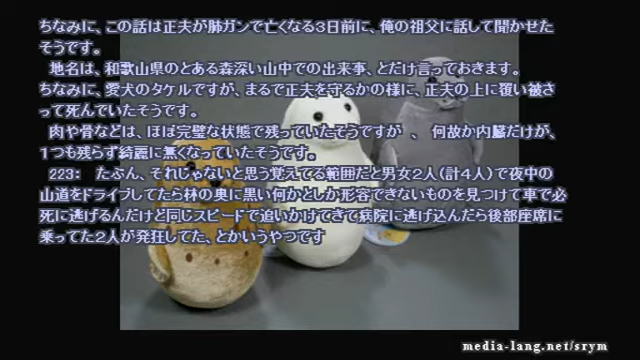 ちなみに、この話は正夫が肺ガンで亡くなる3日前に、俺の祖父に話して聞かせた
そうです。
地名は、和歌山県のとある森深い山中での出来事、とだけ言っておきます。
ちなみに、愛犬のタケルですが、まるで正夫を守るかの様に、正夫の上に覆い被さ
って死んでいたそうです。
肉や骨などは、ほぼ完璧な状態で残っていたそうですが 、 何故か内臓だけが、
1つも残らず綺麗に無くなっていたそうです。
223: たぶん、それじゃないと思う覚えてる範囲だと男女2人(計4人)で夜中の
山道をドライブしてたら林の奥に黒い何かとしか形容できないものを見つけて車で必
死に逃げるんだけど同じスピードで追いかけてきて病院に逃げ込んだら後部座席に
乗ってた2人が発狂してた、とかいうやつです
media-lang.net/srym